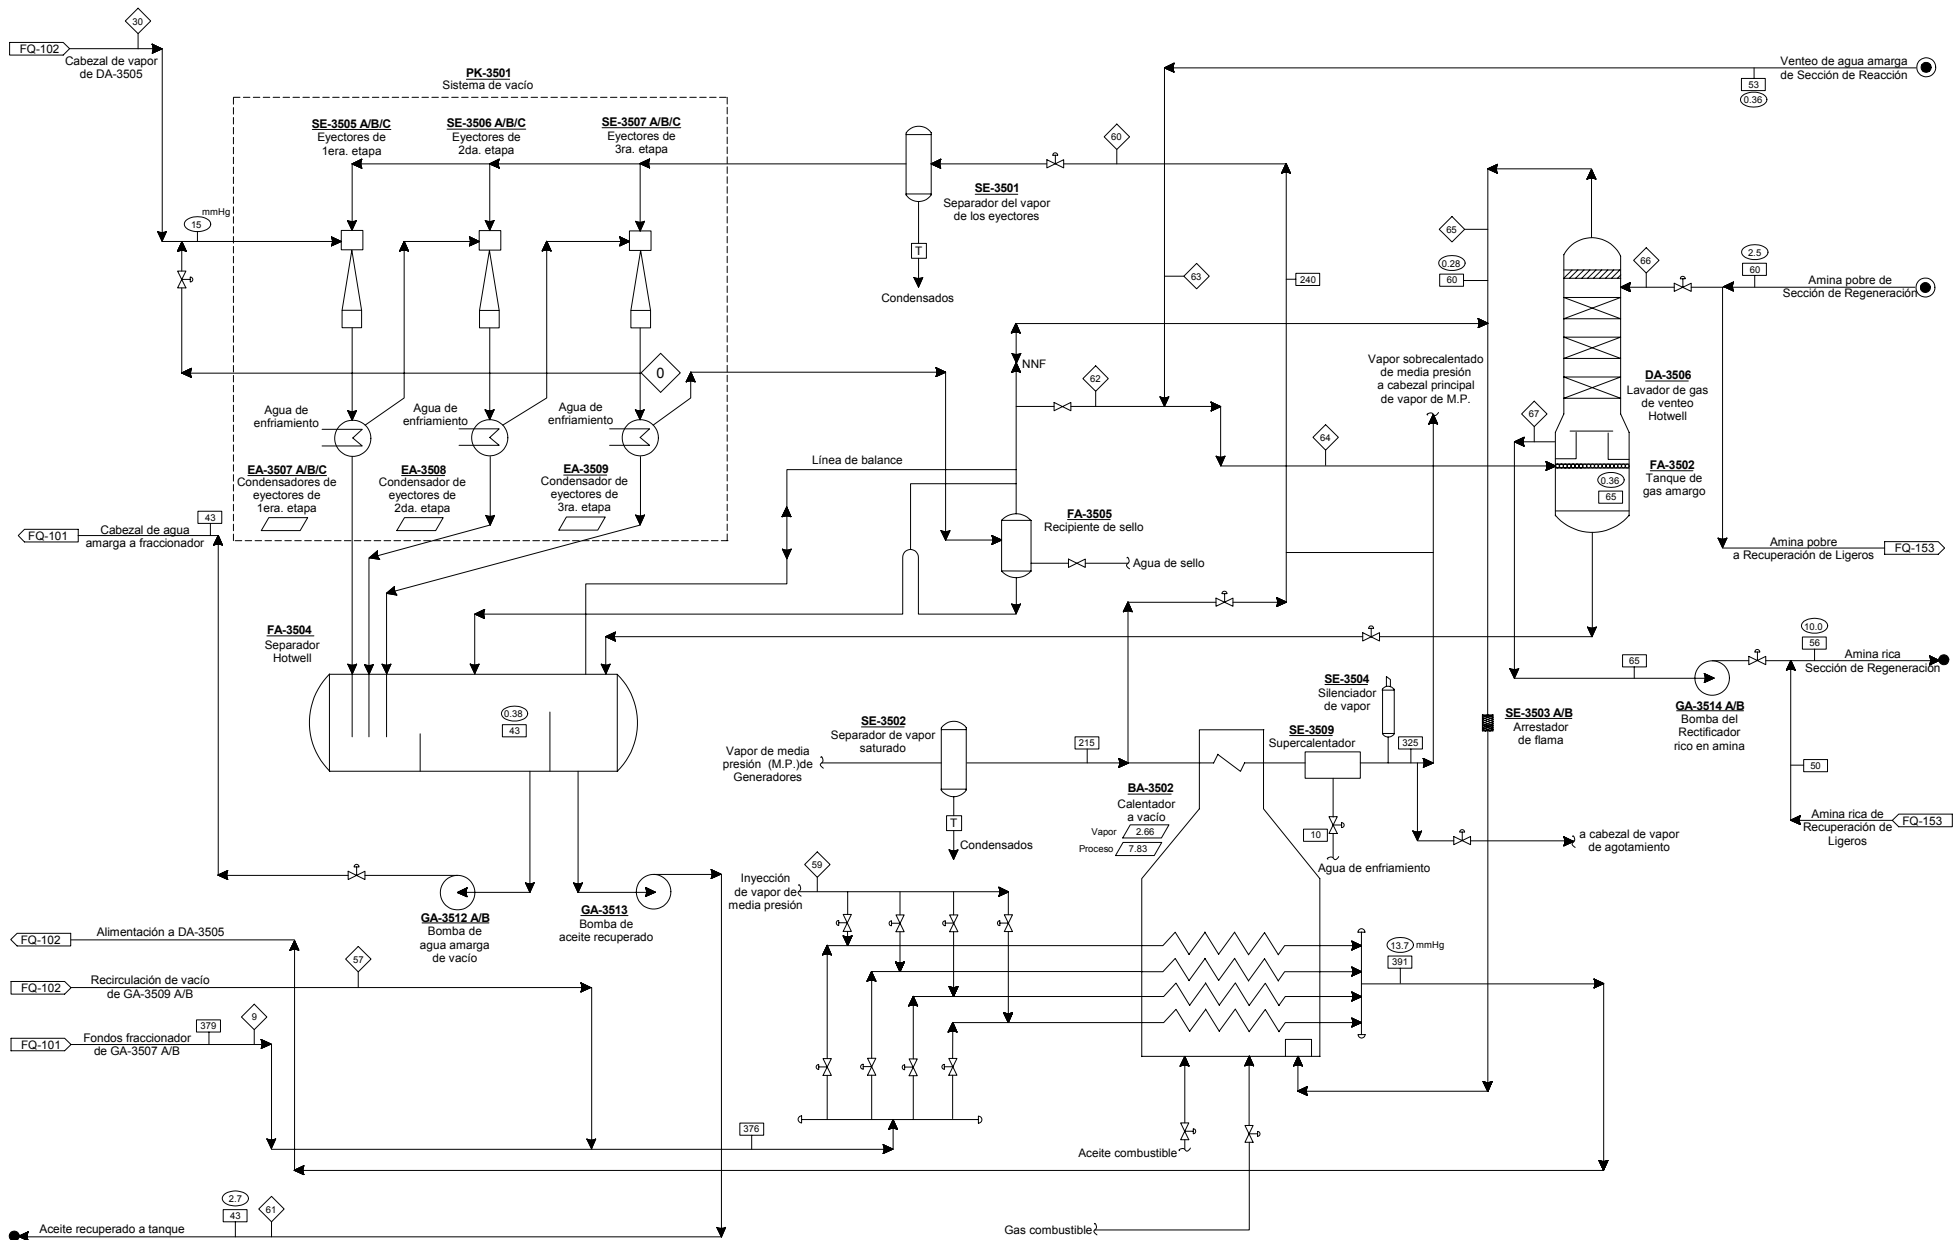 30
FQ-102
Cabezal de vapor
de DA-3505
PK-3501
Sistema de vacío
Venteo de agua amarga
de Sección de Reacción
53
0.36
SE-3505 A/B/C
Eyectores de
1era. etapa
SE-3506 A/B/C
Eyectores de
2da. etapa
SE-3507 A/B/C
Eyectores de
3ra. etapa
60
SE-3501
Separador del vapor
de los eyectores
T
Condensados
mmHg
15
65
0.28
60
66
2.5
60
Amina pobre de
Sección de Regeneración
63
240
NNF
Vapor sobrecalentado
de media presión
a cabezal principal
de vapor de M.P.
DA-3506
Lavador de gas
de venteo
Hotwell
0
62
67
64
Agua de
enfriamiento
Agua de
enfriamiento
Agua de
enfriamiento
Línea de balance
EA-3507 A/B/C
Condensadores de
eyectores de
1era. etapa
EA-3508
Condensador de
eyectores de
2da. etapa
EA-3509
Condensador de
eyectores de
3ra. etapa
FA-3502
Tanque de
gas amargo
0.36
65
FA-3505
Recipiente de sello
Agua de sello
43
FQ-101
Cabezal de agua
amarga a fraccionador
Amina pobre
a Recuperación de Ligeros
FQ-153
FA-3504
Separador
Hotwell
0.38
43
10.0
56
Amina rica
Sección de Regeneración
65
GA-3514 A/B
Bomba del
Rectificador
rico en amina
50
Amina rica de
Recuperación de
Ligeros
FQ-153
SE-3503 A/B
Arrestador
de flama
SE-3504
Silenciador
de vapor
SE-3509
Supercalentador
325
SE-3502
Separador de vapor
saturado
215
Vapor de media
presión (M.P.)de
Generadores
T
Condensados
BA-3502
Calentador
a vacío
Vapor 2.66
Proceso 7.83
10
Agua de enfriamiento
a cabezal de vapor
de agotamiento
59
Inyección
de vapor de
media presión
GA-3512 A/B
Bomba de
agua amarga
de vacío
GA-3513
Bomba de
aceite recuperado
FQ-102
Alimentación a DA-3505
13.7 mmHg
391
57
FQ-102
Recirculación de vacío
de GA-3509 A/B
379
9
FQ-101
Fondos fraccionador
de GA-3507 A/B
376
Aceite combustible
2.7
43
61
Aceite recuperado a tanque
Gas combustible